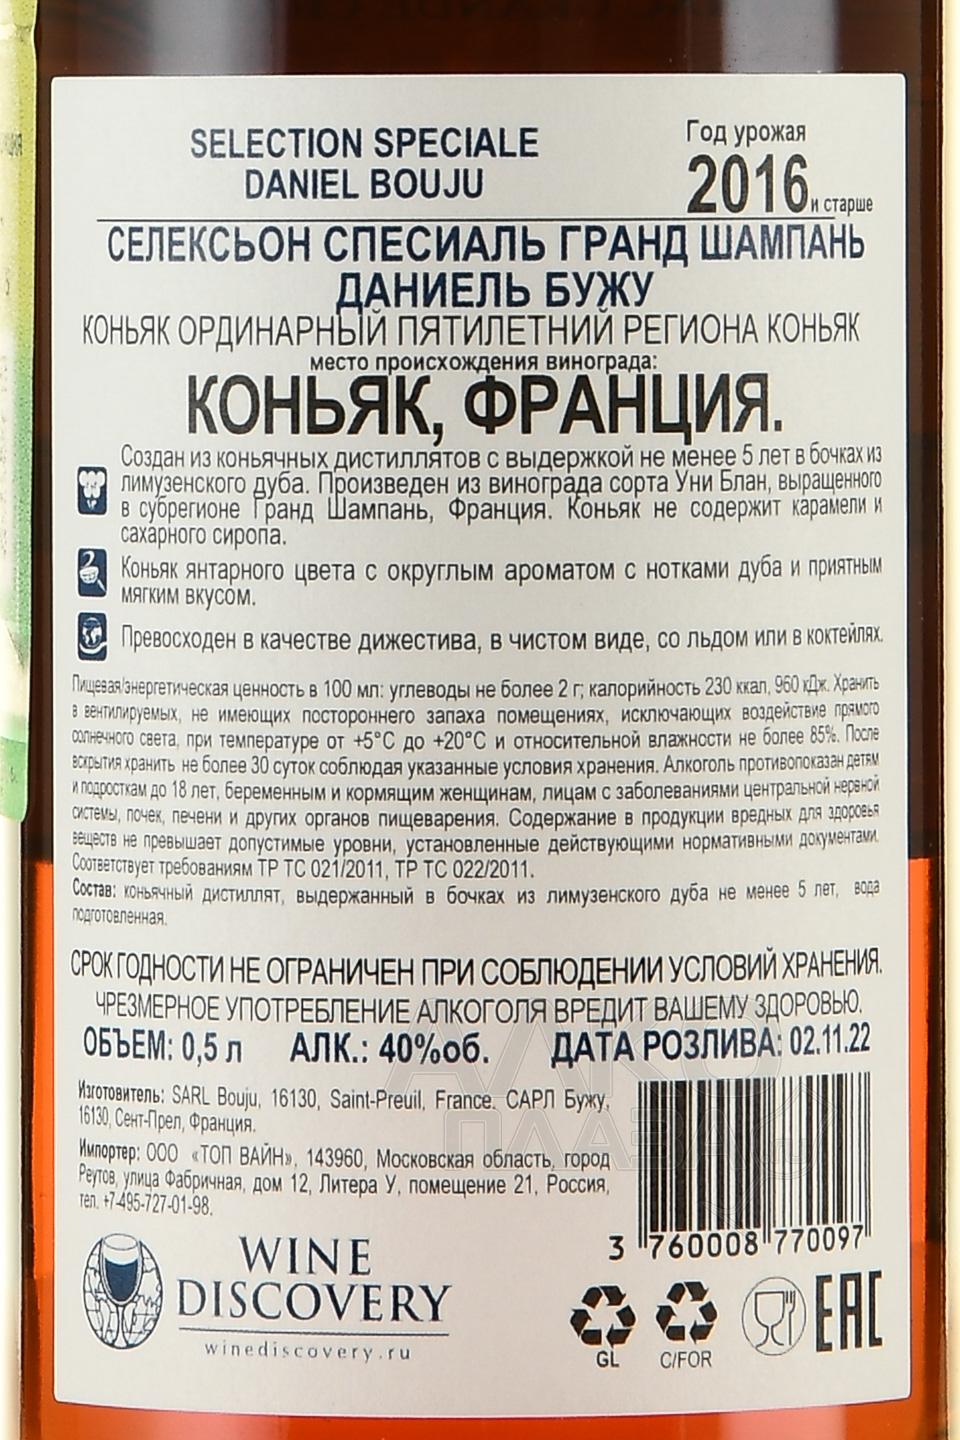 SELECTION SPECIALE
DANIEL BOUJU
Год урожая
2016 и старше
СЕЛЕКСЬОН СПЕСИАЛЬ ГРАНД ШАМПАНЬ
ДАНИЕЛЬ БУЖУ
КОНЬЯК ОРДИНАРНЫЙ ПЯТИЛЕТНИЙ РЕГИОНА КОНЬЯК
место происхождения винограда:
КОНЬЯК, ФРАНЦИЯ.
Создан из коньячных дистиллятов с выдержкой не менее 5 лет в бочках из
лимузенского дуба. Произведен из винограда сорта Уни Блан, выращенного
в субрегионе Гранд Шампань, Франция. Коньяк не содержит карамели и
сахарного сиропа.
Коньяк янтарного цвета с округлым ароматом с нотками дуба и приятным
мягким вкусом.
Превосходен в качестве дижестива, в чистом виде, со льдом или в коктейлях.
Пищевая/энергетическая ценность в 100 мл: углеводы не более 2 г; калорийность 230 ккал, 960 кДж. Хранить
в вентилируемых, не имеющих постороннего запаха помещениях, исключающих воздействие прямого
солнечного света, при температуре от +5°С до +20°С и относительной влажности не более 85%. После
вскрытия хранить не более 30 суток соблюдая указанные условия хранения. Алкоголь противопоказан детям
и подросткам до 18 лет, беременным и кормящим женщинам, лицам с заболеваниями центральной нервной
системы, почек, печени и других органов пищеварения. Содержание в продукции вредных для здоровья
веществ не превышает допустимые уровни, установленные действующими нормативными документами.
Соответствует требованиям ТР ТС 021/2011, ТР ТС 022/2011.
Состав: коньячный дистиллят, выдержанный в бочках из лимузенского дуба не менее 5 лет, вода
подготовленная.
СРОК ГОДНОСТИ НЕ ОГРАНИЧЕН ПРИ СОБЛЮДЕНИИ УСЛОВИЙ ХРАНЕНИЯ.
ЧРЕЗМЕРНОЕ УПОТРЕБЛЕНИЕ АЛКОГОЛЯ ВРЕДИТ ВАШЕМУ ЗДОРОВЬЮ.
ОБЪЕМ: 0,5 л АЛК.: 40%об. ДАТА РОЗЛИВА: 02.11.22
Изготовитель: SARL Bouju, 16130, Saint-Preuil, France. САРЛ Бужу,
16130, Сент-Прел, Франция.
Импортер: ООО «ТОП ВАЙН», 143960, Московская область, город
Реутов, улица Фабричная, дом 12, Литера У, помещение 21, Россия,
тел. +7-495-727-01-98.
3 760008 770097
WINE
DISCOVERY
winediscovery.ru
GL
C/FOR
EAC
АЛКО
ПЛАЗА